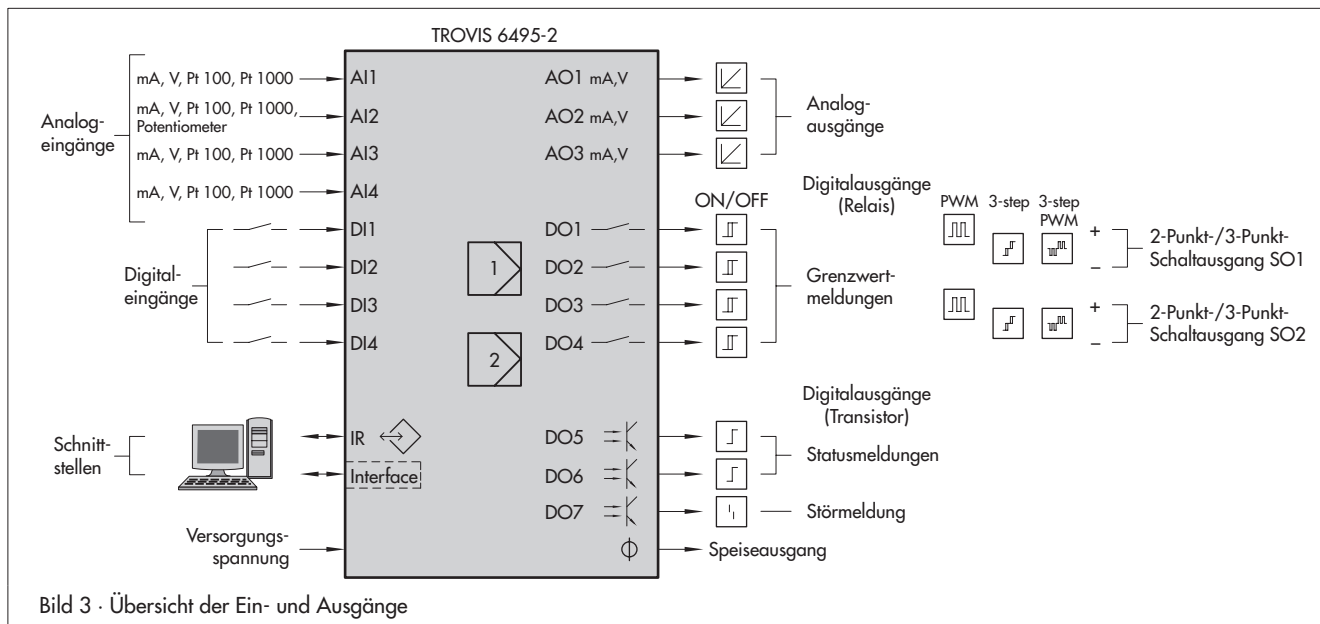 TROVIS 6495-2
Analog-
eingänge
mA, V, Pt 100, Pt 1000
AI1
mA, V, Pt 100, Pt 1000,
Potentiometer
AI2
mA, V, Pt 100, Pt 1000
AI3
mA, V, Pt 100, Pt 1000
AI4
Digital-
eingänge
DI1
DI2
DI3
DI4
Schnitt-
stellen
IR
Interface
Versorgungs-
spannung
1
2
AO1 mA,V
AO2 mA,V
AO3 mA,V
Analog-
ausgänge
ON/OFF
DO1
DO2
DO3
DO4
Grenzwert-
meldungen
Digitalausgänge
(Relais)
PWM
3-step
3-step
PWM
+
–
2-Punkt-/3-Punkt-
Schaltausgang SO1
+
–
2-Punkt-/3-Punkt-
Schaltausgang SO2
Digitalausgänge
(Transistor)
DO5
DO6
Statusmeldungen
DO7
Störmeldung
Speiseausgang
Bild 3 · Übersicht der Ein- und Ausgänge